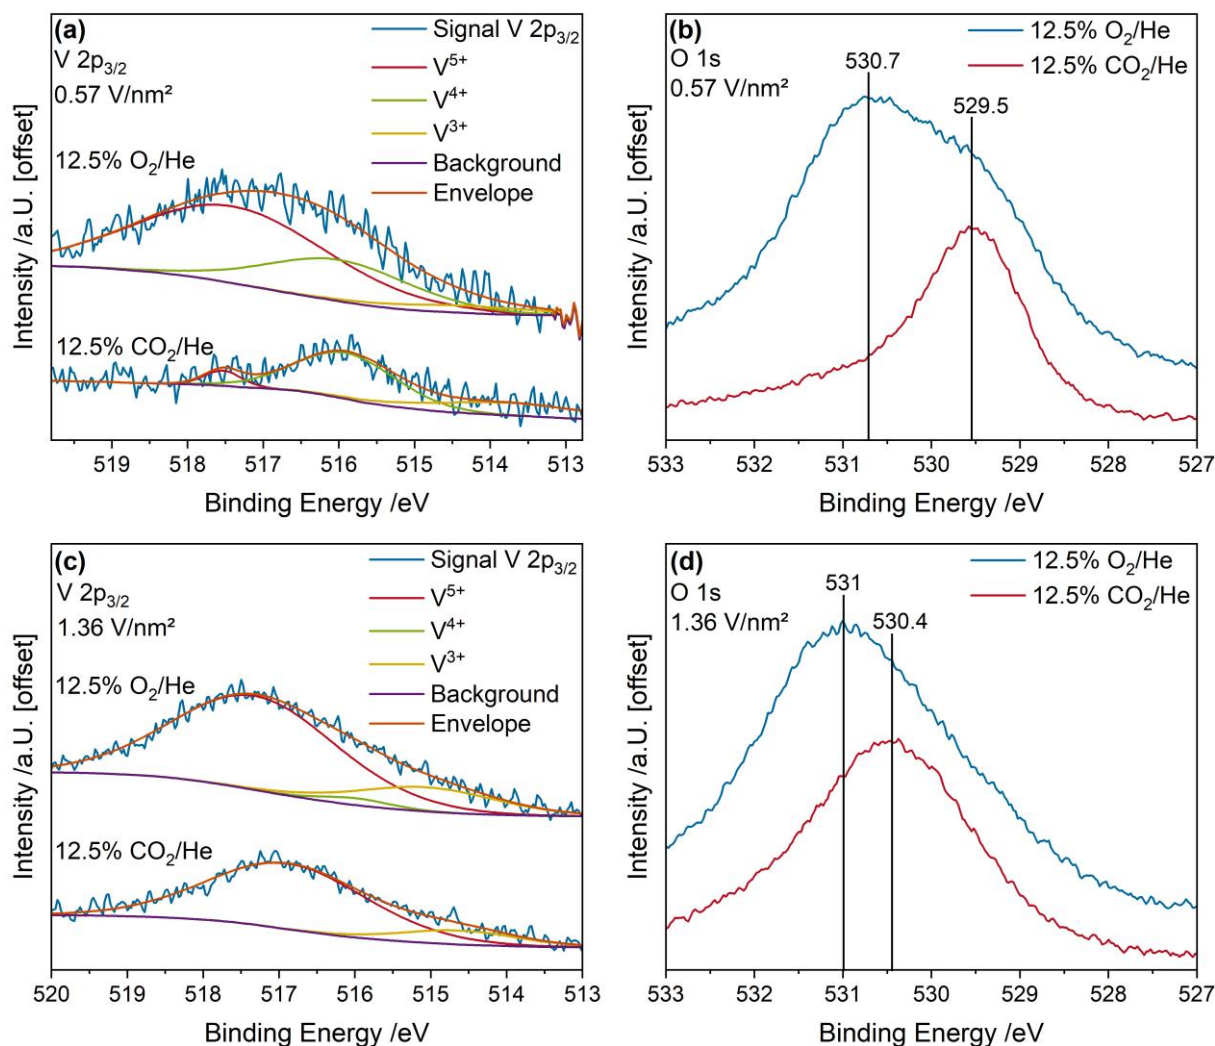 (a)
V 2p3/2
0.57 V/nm²
12.5% O2/He
12.5% CO2/He
Signal V 2p3/2
V5+
V4+
V3+
Background
Envelope
Intensity /a.U. [offset]
519 518 517 516 515 514 513
Binding Energy /eV
(b)
O 1s
0.57 V/nm²
12.5% O2/He
12.5% CO2/He
530.7
529.5
Intensity /a.U. [offset]
533 532 531 530 529 528 527
Binding Energy /eV
(c)
V 2p3/2
1.36 V/nm²
12.5% O2/He
12.5% CO2/He
Signal V 2p3/2
V5+
V4+
V3+
Background
Envelope
Intensity /a.U. [offset]
520 519 518 517 516 515 514 513
Binding Energy /eV
(d)
O 1s
1.36 V/nm²
12.5% O2/He
12.5% CO2/He
531
530.4
Intensity /a.U. [offset]
533 532 531 530 529 528 527
Binding Energy /eV